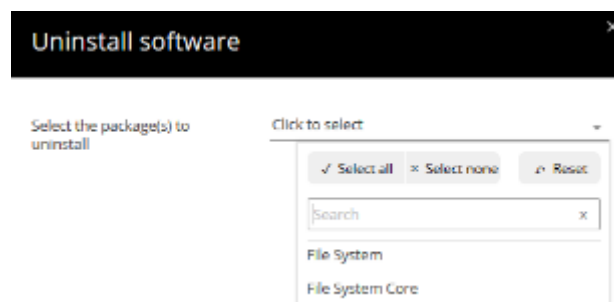 Uninstall software
Select the package(s) to
uninstall
Click to select
✓ Select all × Select none Reset
Search x
File System
File System Core